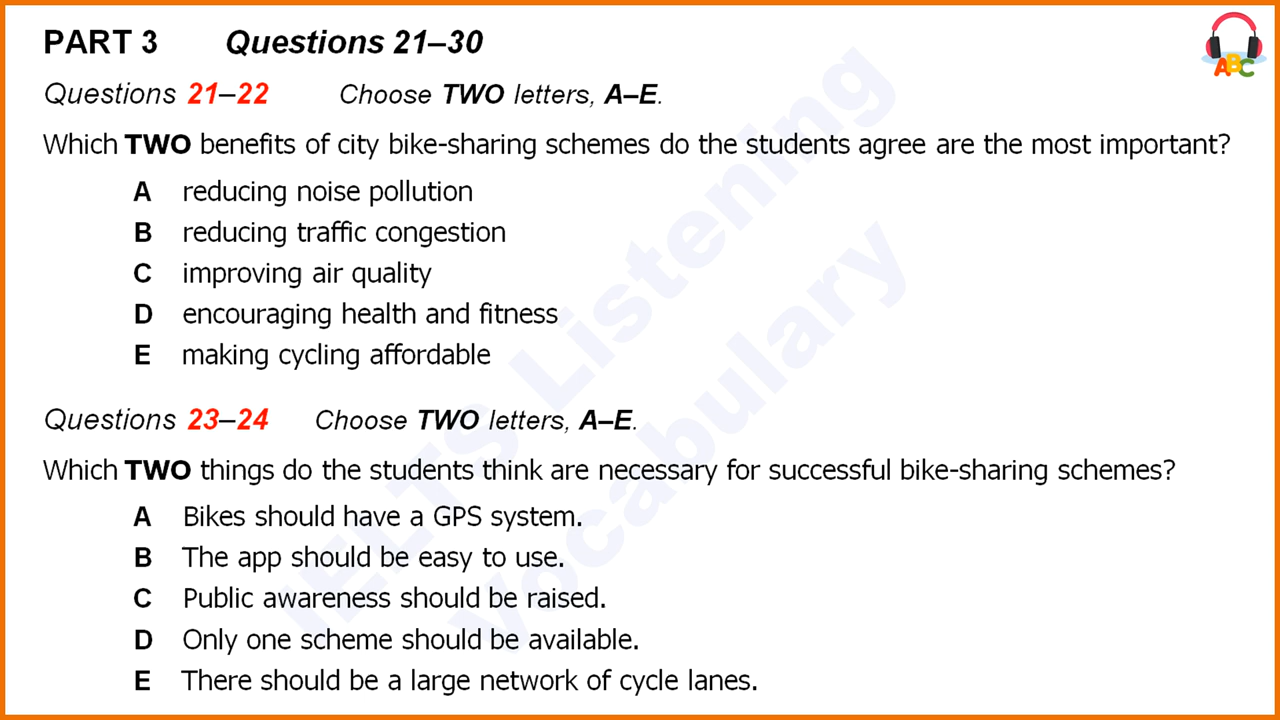 PART 3 Questions 21–30
ABC
Questions 21–22 Choose TWO letters, A–E.
Which TWO benefits of city bike-sharing schemes do the students agree are the most important?
A reducing noise pollution
B reducing traffic congestion
C improving air quality
D encouraging health and fitness
E making cycling affordable
Questions 23–24 Choose TWO letters, A–E.
Which TWO things do the students think are necessary for successful bike-sharing schemes?
A Bikes should have a GPS system.
B The app should be easy to use.
C Public awareness should be raised.
D Only one scheme should be available.
E There should be a large network of cycle lanes.
IELTS Listening
Vocabulary